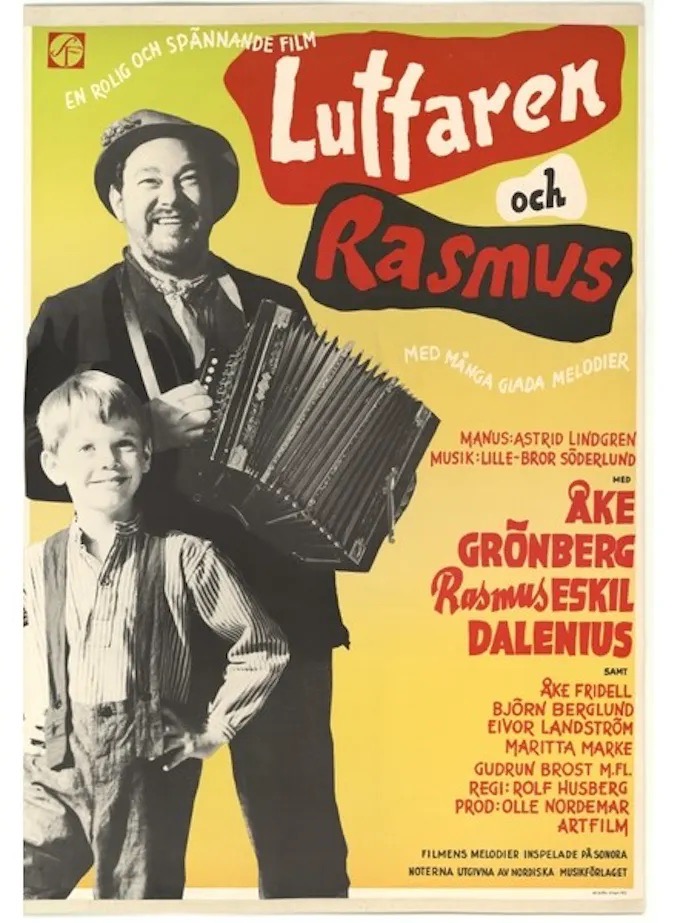 EN ROLIG OCH SPÄNNANDE FILM
Luffaren
och
Rasmus
MED MÅNGA GLADA MELODIER
MANUS: ASTRID LINDGREN
MUSIK: LILLE-BROR SÖDERLUND
MED
ÅKE
GRÖNBERG
Rasmus ESKIL
DALENIUS
SAMT
ÅKE FRIDELL
BJÖRN BERGLUND
EIVOR LANDSTRÖM
MARITTA MARKE
GUDRUN BROST M.FL.
REGI: ROLF HUSBERG
PROD: OLLE NORDEMAR
ARTFILM
FILMENS MELODIER INSPELADE PÅ SONORA
NOTERNA UTGIVNA AV NORDISKA MUSIKFÖRLAGET